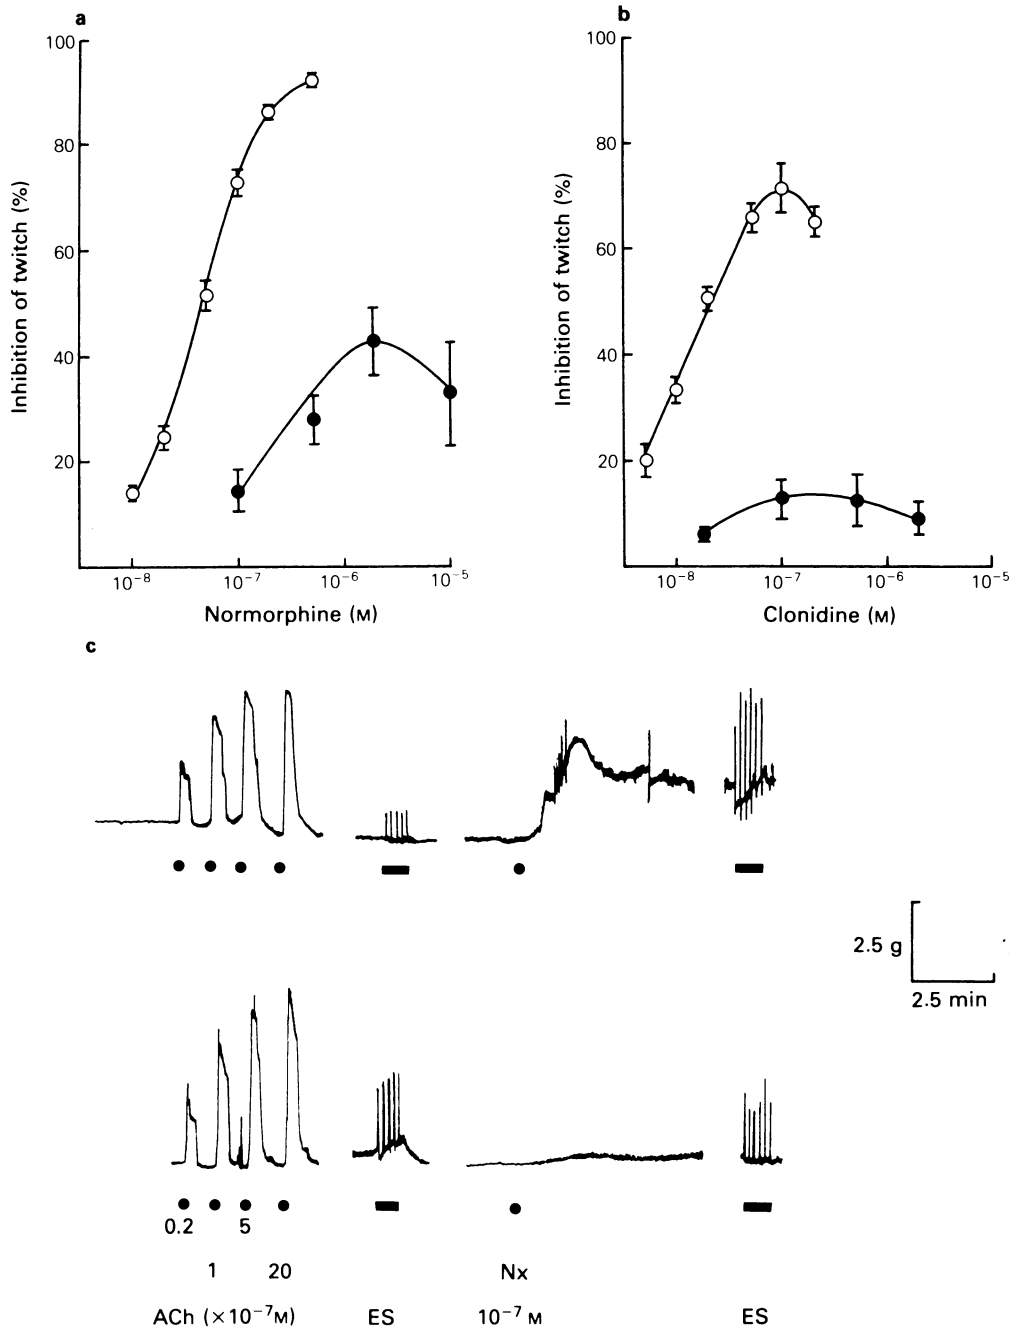 a
100
80
60
40
20
Inhibition of twitch (%)
10⁻⁸ 10⁻⁷ 10⁻⁶ 10⁻⁵
Normorphine (M)
b
100
80
60
40
20
Inhibition of twitch (%)
10⁻⁸ 10⁻⁷ 10⁻⁶ 10⁻⁵
Clonidine (M)
c
2.5 g
2.5 min
0.2 5
1 20 Nx
ACh (×10⁻⁷M) ES 10⁻⁷ M ES